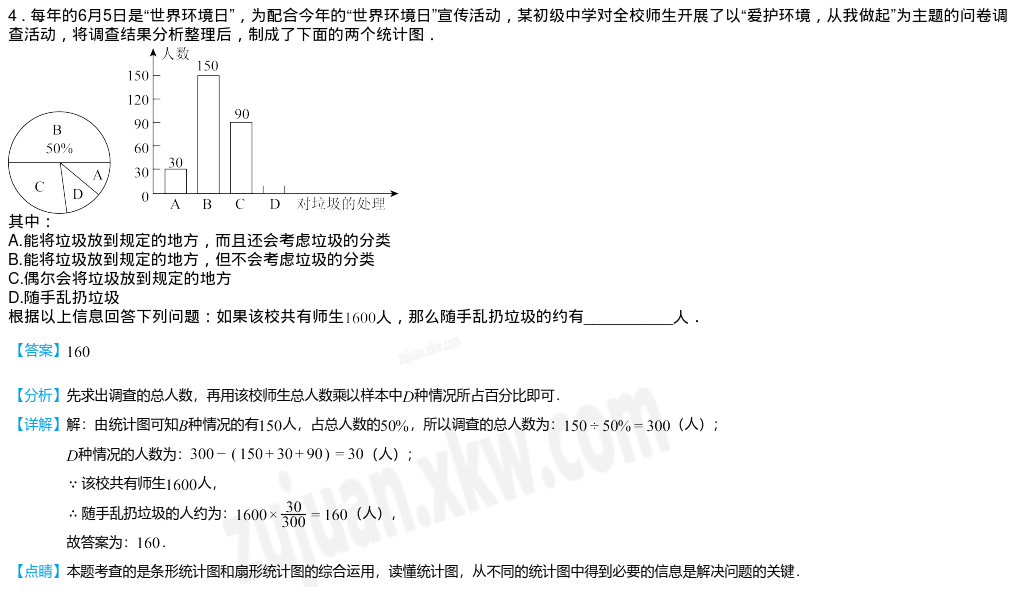 4．每年的6月5日是“世界环境日”，为配合今年的“世界环境日”宣传活动，某初级中学对全校师生开展了以“爱护环境，从我做起”为主题的问卷调
查活动，将调查结果分析整理后，制成了下面的两个统计图．
人数
150
150
120
90
90
60
30
30
0
A
B
C
D
对垃圾的处理
B
50%
A
C
D
其中：
A.能将垃圾放到规定的地方，而且还会考虑垃圾的分类
B.能将垃圾放到规定的地方，但不会考虑垃圾的分类
C.偶尔会将垃圾放到规定的地方
D.随手乱扔垃圾
根据以上信息回答下列问题：如果该校共有师生1600人，那么随手乱扔垃圾的约有___________人．
【答案】160
【分析】先求出调查的总人数，再用该校师生总人数乘以样本中D种情况所占百分比即可．
【详解】解：由统计图可知B种情况的有150人，占总人数的50%，所以调查的总人数为：150÷50%＝300（人）；
D种情况的人数为：300－（150+30+90）＝30（人）；
∵该校共有师生1600人，
∴随手乱扔垃圾的人约为：1600×30/300＝160（人），
故答案为：160．
【点睛】本题考查的是条形统计图和扇形统计图的综合运用，读懂统计图，从不同的统计图中得到必要的信息是解决问题的关键．
zujuan.xkw.com
zujuan.xkw.com